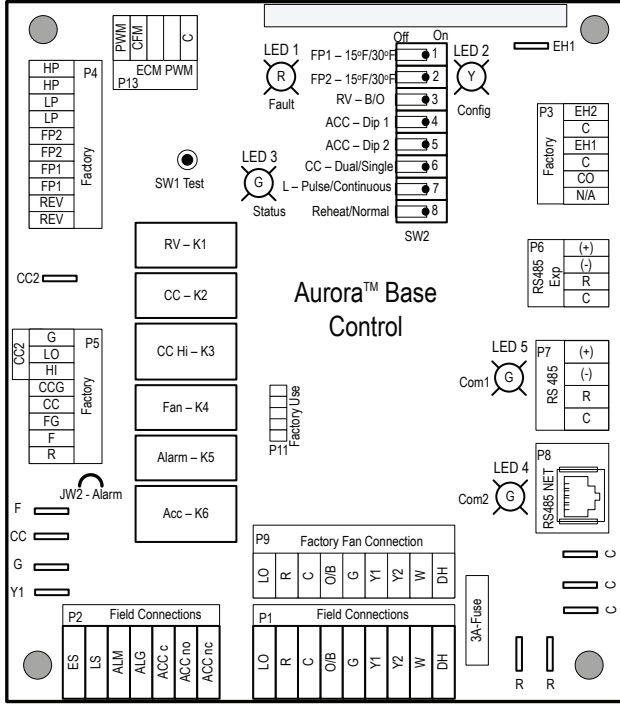 PWM
CFM
C
ECM PWM
P13
P4
HP
HP
LP
LP
FP2
FP2
FP1
FP1
REV
REV
Factory
LED 1
R
Fault
Off On
FP1 – 15ºF/30ºF 1
FP2 – 15ºF/30ºF 2
RV – B/O 3
ACC – Dip 1 4
ACC – Dip 2 5
CC – Dual/Single 6
L – Pulse/Continuous 7
Reheat/Normal 8
SW2
LED 2
Y
Config
EH1
P3
EH2
C
EH1
C
CO
N/A
Factory
SW1 Test
LED 3
G
Status
RV – K1
CC – K2
CC Hi – K3
Fan – K4
Alarm – K5
Acc – K6
Aurora™ Base
Control
P6
(+)
(-)
R
C
RS485
Exp
CC2
CC2
P5
G
LO
HI
CCG
CC
FG
F
R
Factory
JW2 - Alarm
Factory Use
P11
LED 5
Com1
G
P7
RS 485
(+)
(-)
R
C
LED 4
Com2
G
P8
RS485 NET
F
CC
G
Y1
P9 Factory Fan Connection
LO R C O/B G Y1 Y2 W DH
P2 Field Connections
ES LS ALM ALG ACC c ACC no ACC nc
P1 Field Connections
LO R C O/B G Y1 Y2 W DH
3A-Fuse
C
C
C
R R